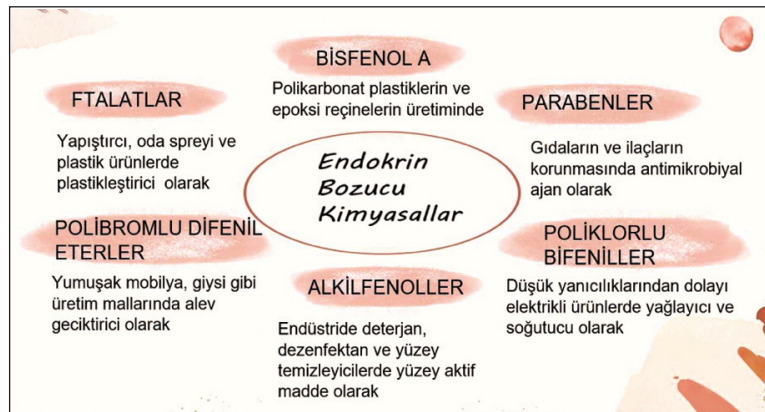 BİSFENOL A
Polikarbonat plastiklerin ve
epoksi reçinelerin üretiminde
FTALATLAR
Yapıştırcı, oda spreyi ve
plastik ürünlerde
plastikleştirici olarak
PARABENLER
Gıdaların ve ilaçların
korunmasında antimikrobiyal
ajan olarak
Endokrin
Bozucu
Kimyasallar
POLİBROMLU DİFENİL
ETERLER
Yumuşak mobilya, giysi gibi
üretim mallarında alev
geciktirici olarak
ALKİLFENOLLER
Endüstride deterjan,
dezenfektan ve yüzey
temizleyicilerde yüzey aktif
madde olarak
POLİKLORLU
BİFENİLLER
Düşük yanıcılıklarından dolayı
elektrikli ürünlerde yağlayıcı ve
soğutucu olarak